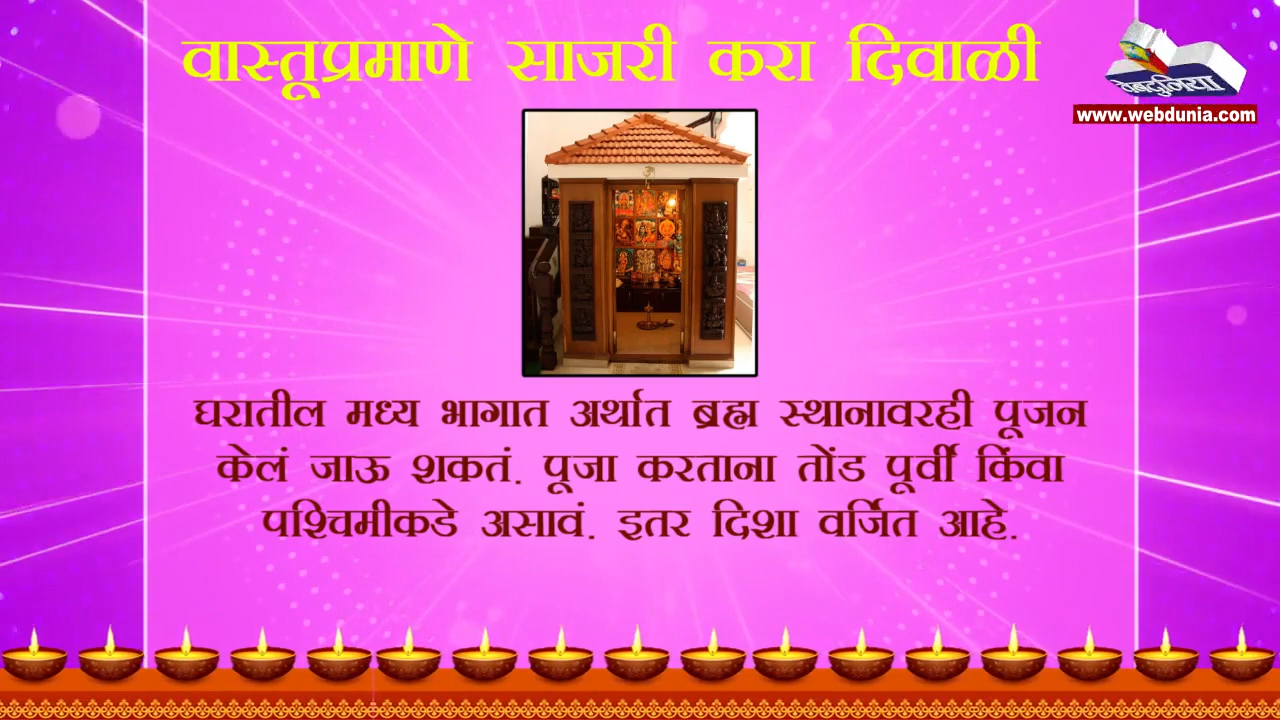 वास्तूप्रमाणे साजरी करा दिवाळी
वेबदुनिया
www.webdunia.com
घरातील मध्य भागात अर्थात ब्रह्म स्थानावरही पूजन
केलं जाऊ शकतं. पूजा करताना तोंड पूर्वी किंवा
पश्चिमीकडे असावं. इतर दिशा वर्जित आहे.